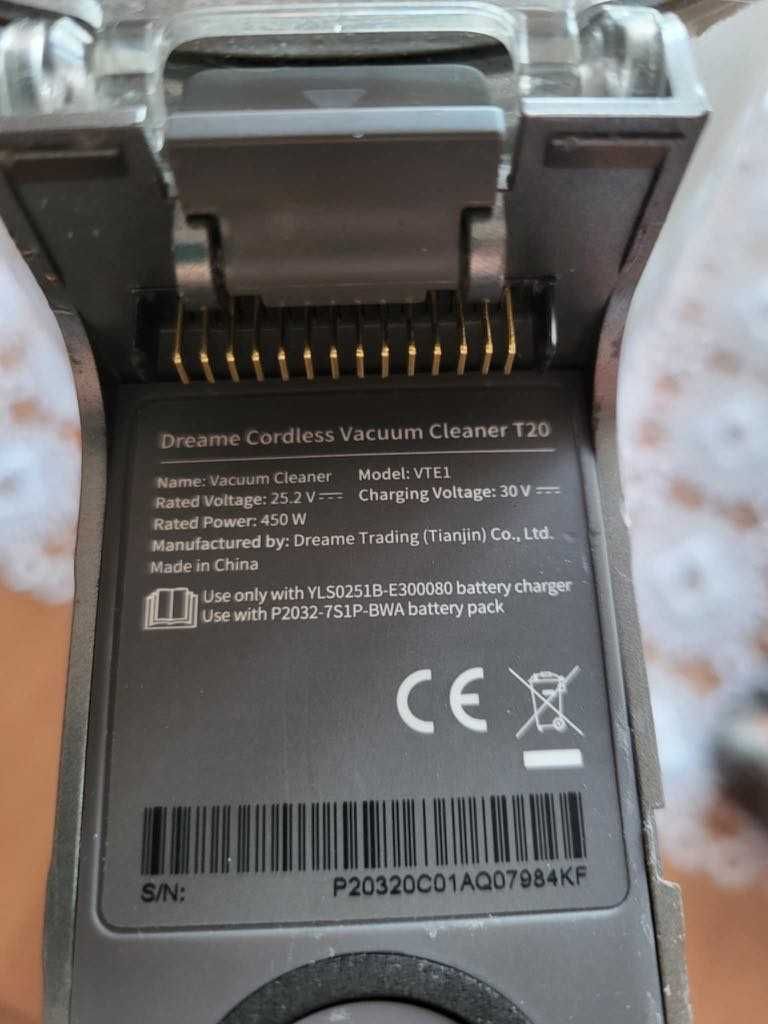 Dreame Cordless Vacuum Cleaner T20
Name: Vacuum Cleaner Model: VTE1
Rated Voltage: 25.2 V Charging Voltage: 30 V
Rated Power: 450 W
Manufactured by: Dreame Trading (Tianjin) Co., Ltd.
Made in China
Use only with YLS0251B-E300080 battery charger
Use with P2032-7S1P-BWA battery pack
CE
S/N: P20320C01AQ07984KF